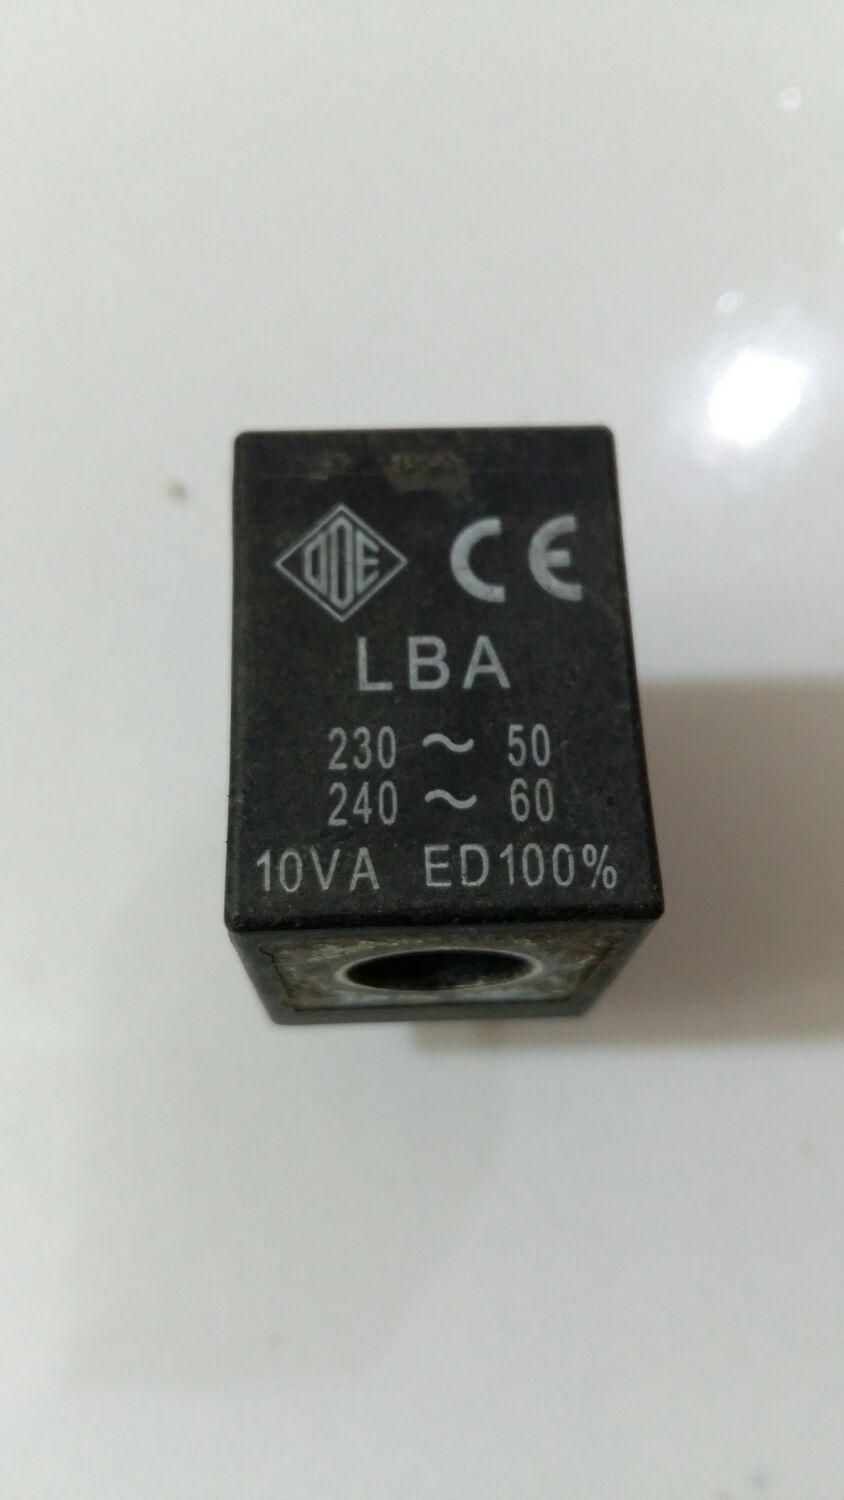 ODE CE
LBA
230 ~ 50
240 ~ 60
10VA ED100%